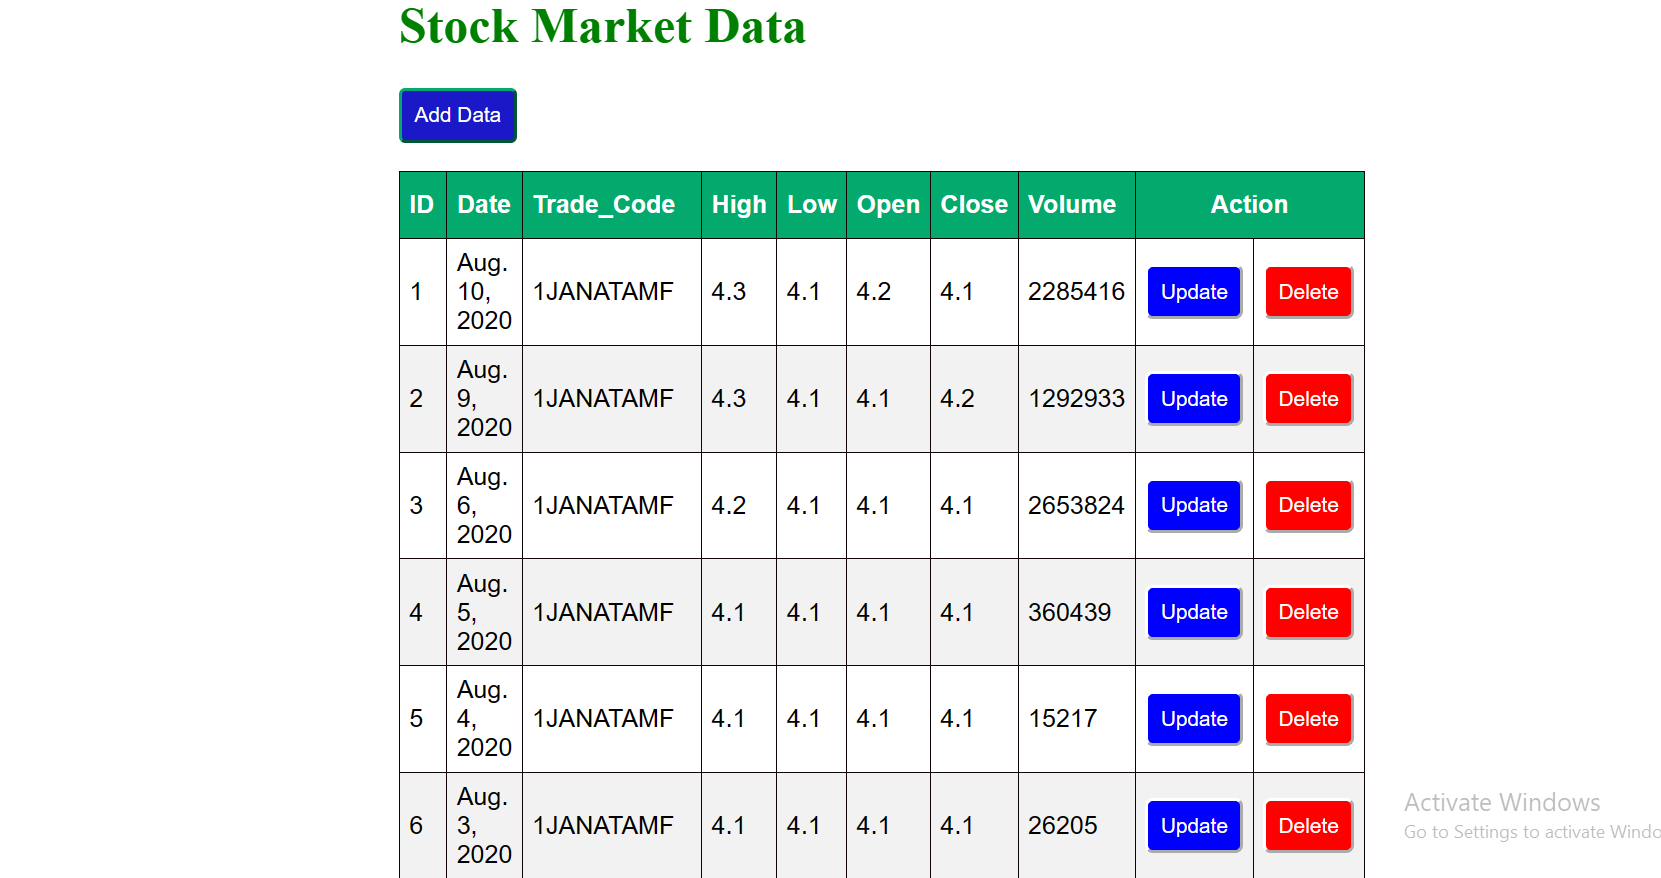 Stock Market Data
Add Data
ID Date Trade_Code High Low Open Close Volume Action
1 Aug. 10, 2020 1JANATAMF 4.3 4.1 4.2 4.1 2285416 Update Delete
2 Aug. 9, 2020 1JANATAMF 4.3 4.1 4.1 4.2 1292933 Update Delete
3 Aug. 6, 2020 1JANATAMF 4.2 4.1 4.1 4.1 2653824 Update Delete
4 Aug. 5, 2020 1JANATAMF 4.1 4.1 4.1 4.1 360439 Update Delete
5 Aug. 4, 2020 1JANATAMF 4.1 4.1 4.1 4.1 15217 Update Delete
6 Aug. 3, 2020 1JANATAMF 4.1 4.1 4.1 4.1 26205 Update Delete
Activate Windows
Go to Settings to activate Windo